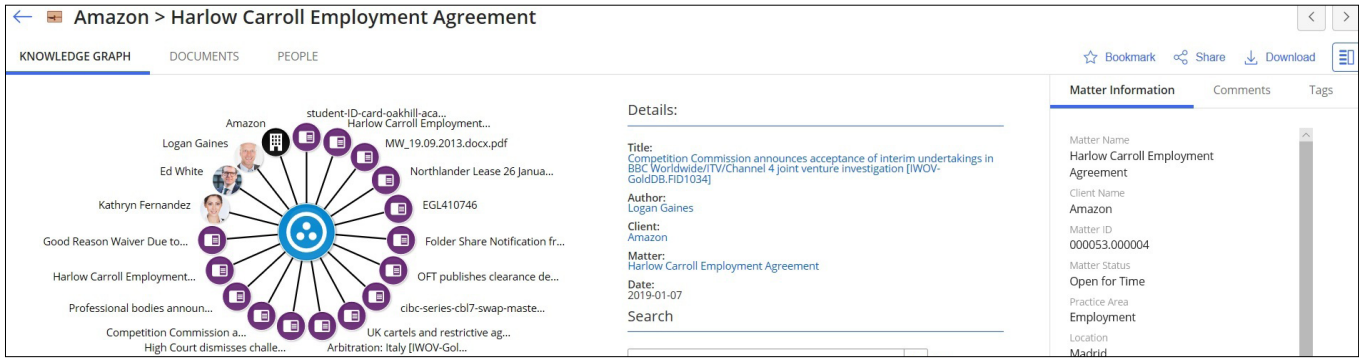 Amazon > Harlow Carroll Employment Agreement
KNOWLEDGE GRAPH
DOCUMENTS
PEOPLE
Bookmark
Share
Download
student-ID-card-oakhill-aca...
Amazon
Harlow Carroll Employment...
Logan Gaines
MW_19.09.2013.docx.pdf
Ed White
Northlander Lease 26 Janua...
Kathryn Fernandez
EGL410746
Good Reason Waiver Due to...
Folder Share Notification fr...
Harlow Carroll Employment...
OFT publishes clearance de...
Professional bodies announ...
cibc-series-cbl7-swap-maste...
Competition Commission a...
UK cartels and restrictive ag...
High Court dismisses challe...
Arbitration: Italy [IWOV-Gol...
Details:
Title:
Competition Commission announces acceptance of interim undertakings in
BBC Worldwide/ITV/Channel 4 joint venture investigation [IWOV-
GoldDB.FID1034]
Author:
Logan Gaines
Client:
Amazon
Matter:
Harlow Carroll Employment Agreement
Date:
2019-01-07
Search
Matter Information
Comments
Tags
Matter Name
Harlow Carroll Employment
Agreement
Client Name
Amazon
Matter ID
000053.000004
Matter Status
Open for Time
Practice Area
Employment
Location
Madrid